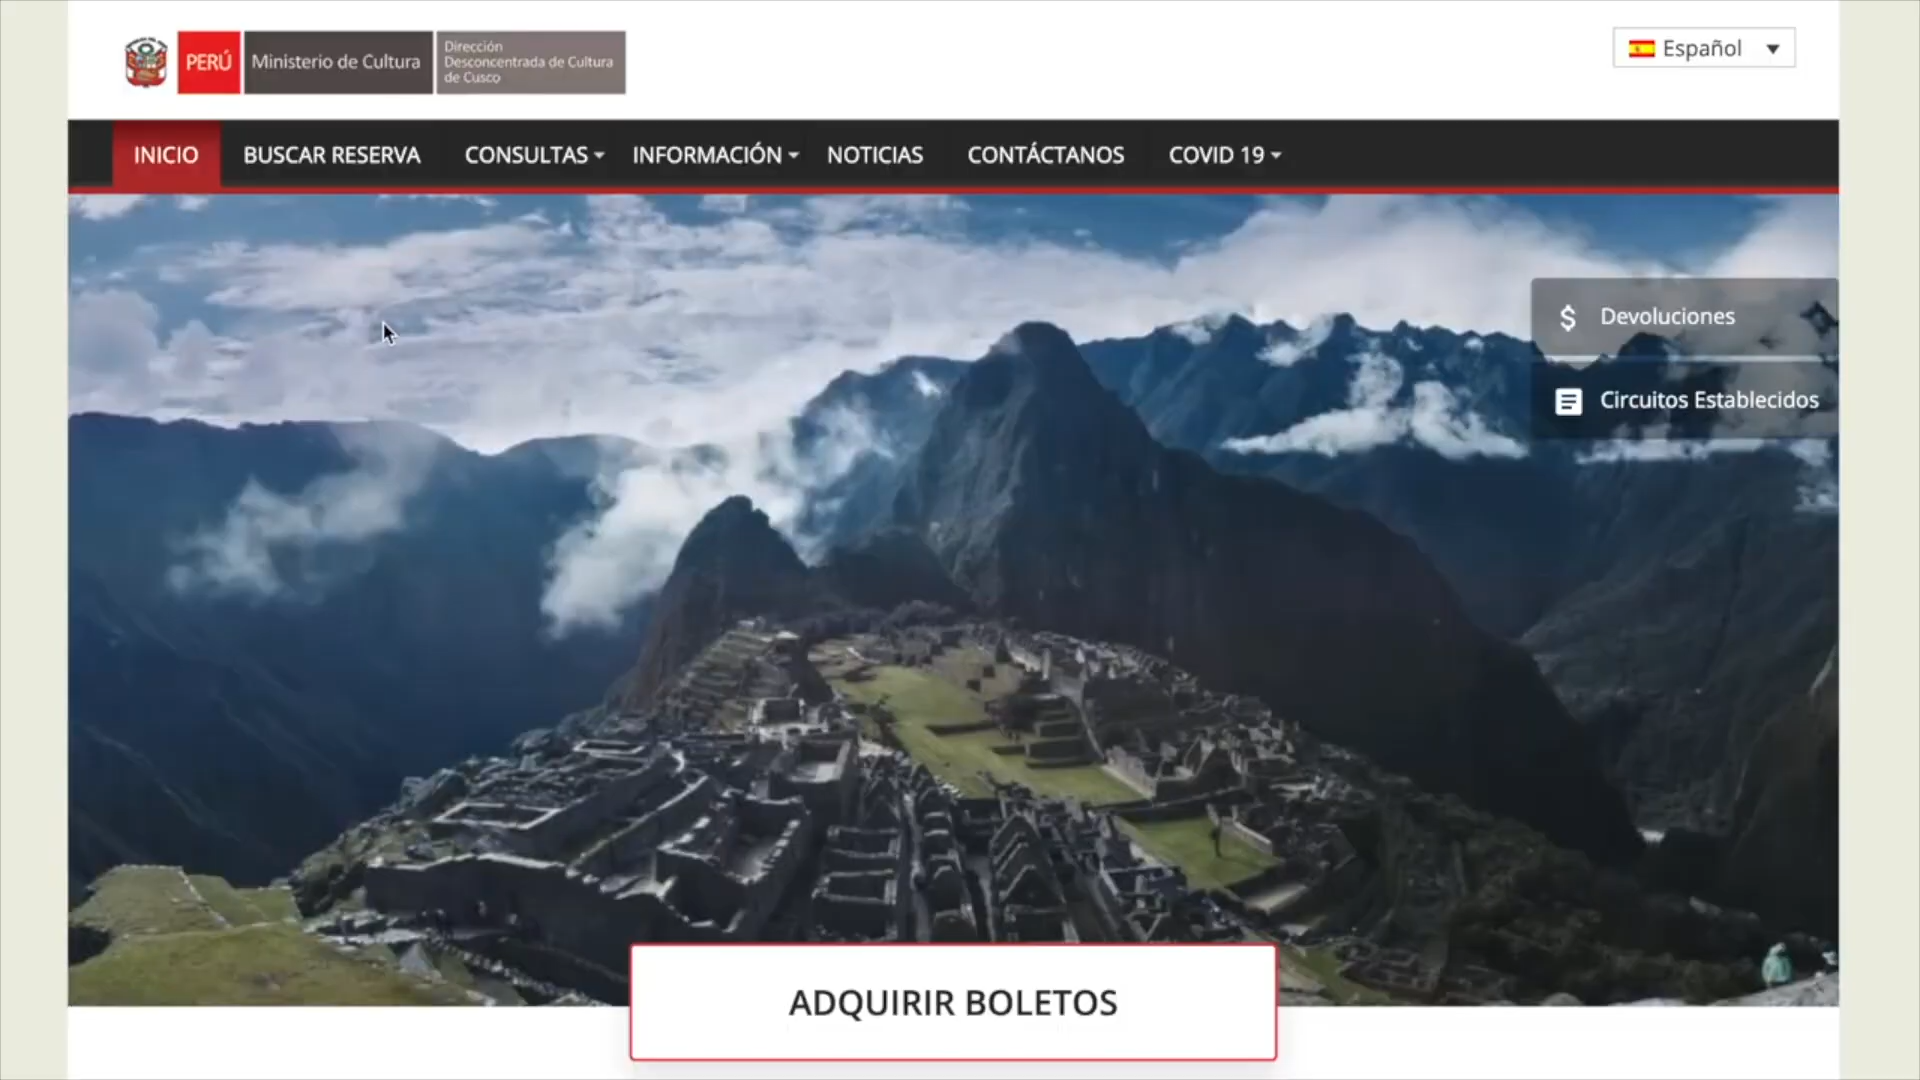 PERÚ
Ministerio de Cultura
Dirección
Desconcentrada de Cultura
de Cusco
Español
INICIO
BUSCAR RESERVA
CONSULTAS
INFORMACIÓN
NOTICIAS
CONTÁCTANOS
COVID 19
$ Devoluciones
Circuitos Establecidos
ADQUIRIR BOLETOS